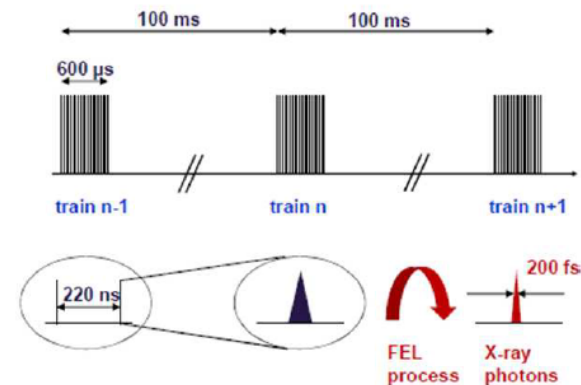 100 ms
100 ms
600 µs
train n-1
train n
train n+1
220 ns
200 fs
FEL
process
X-ray
photons